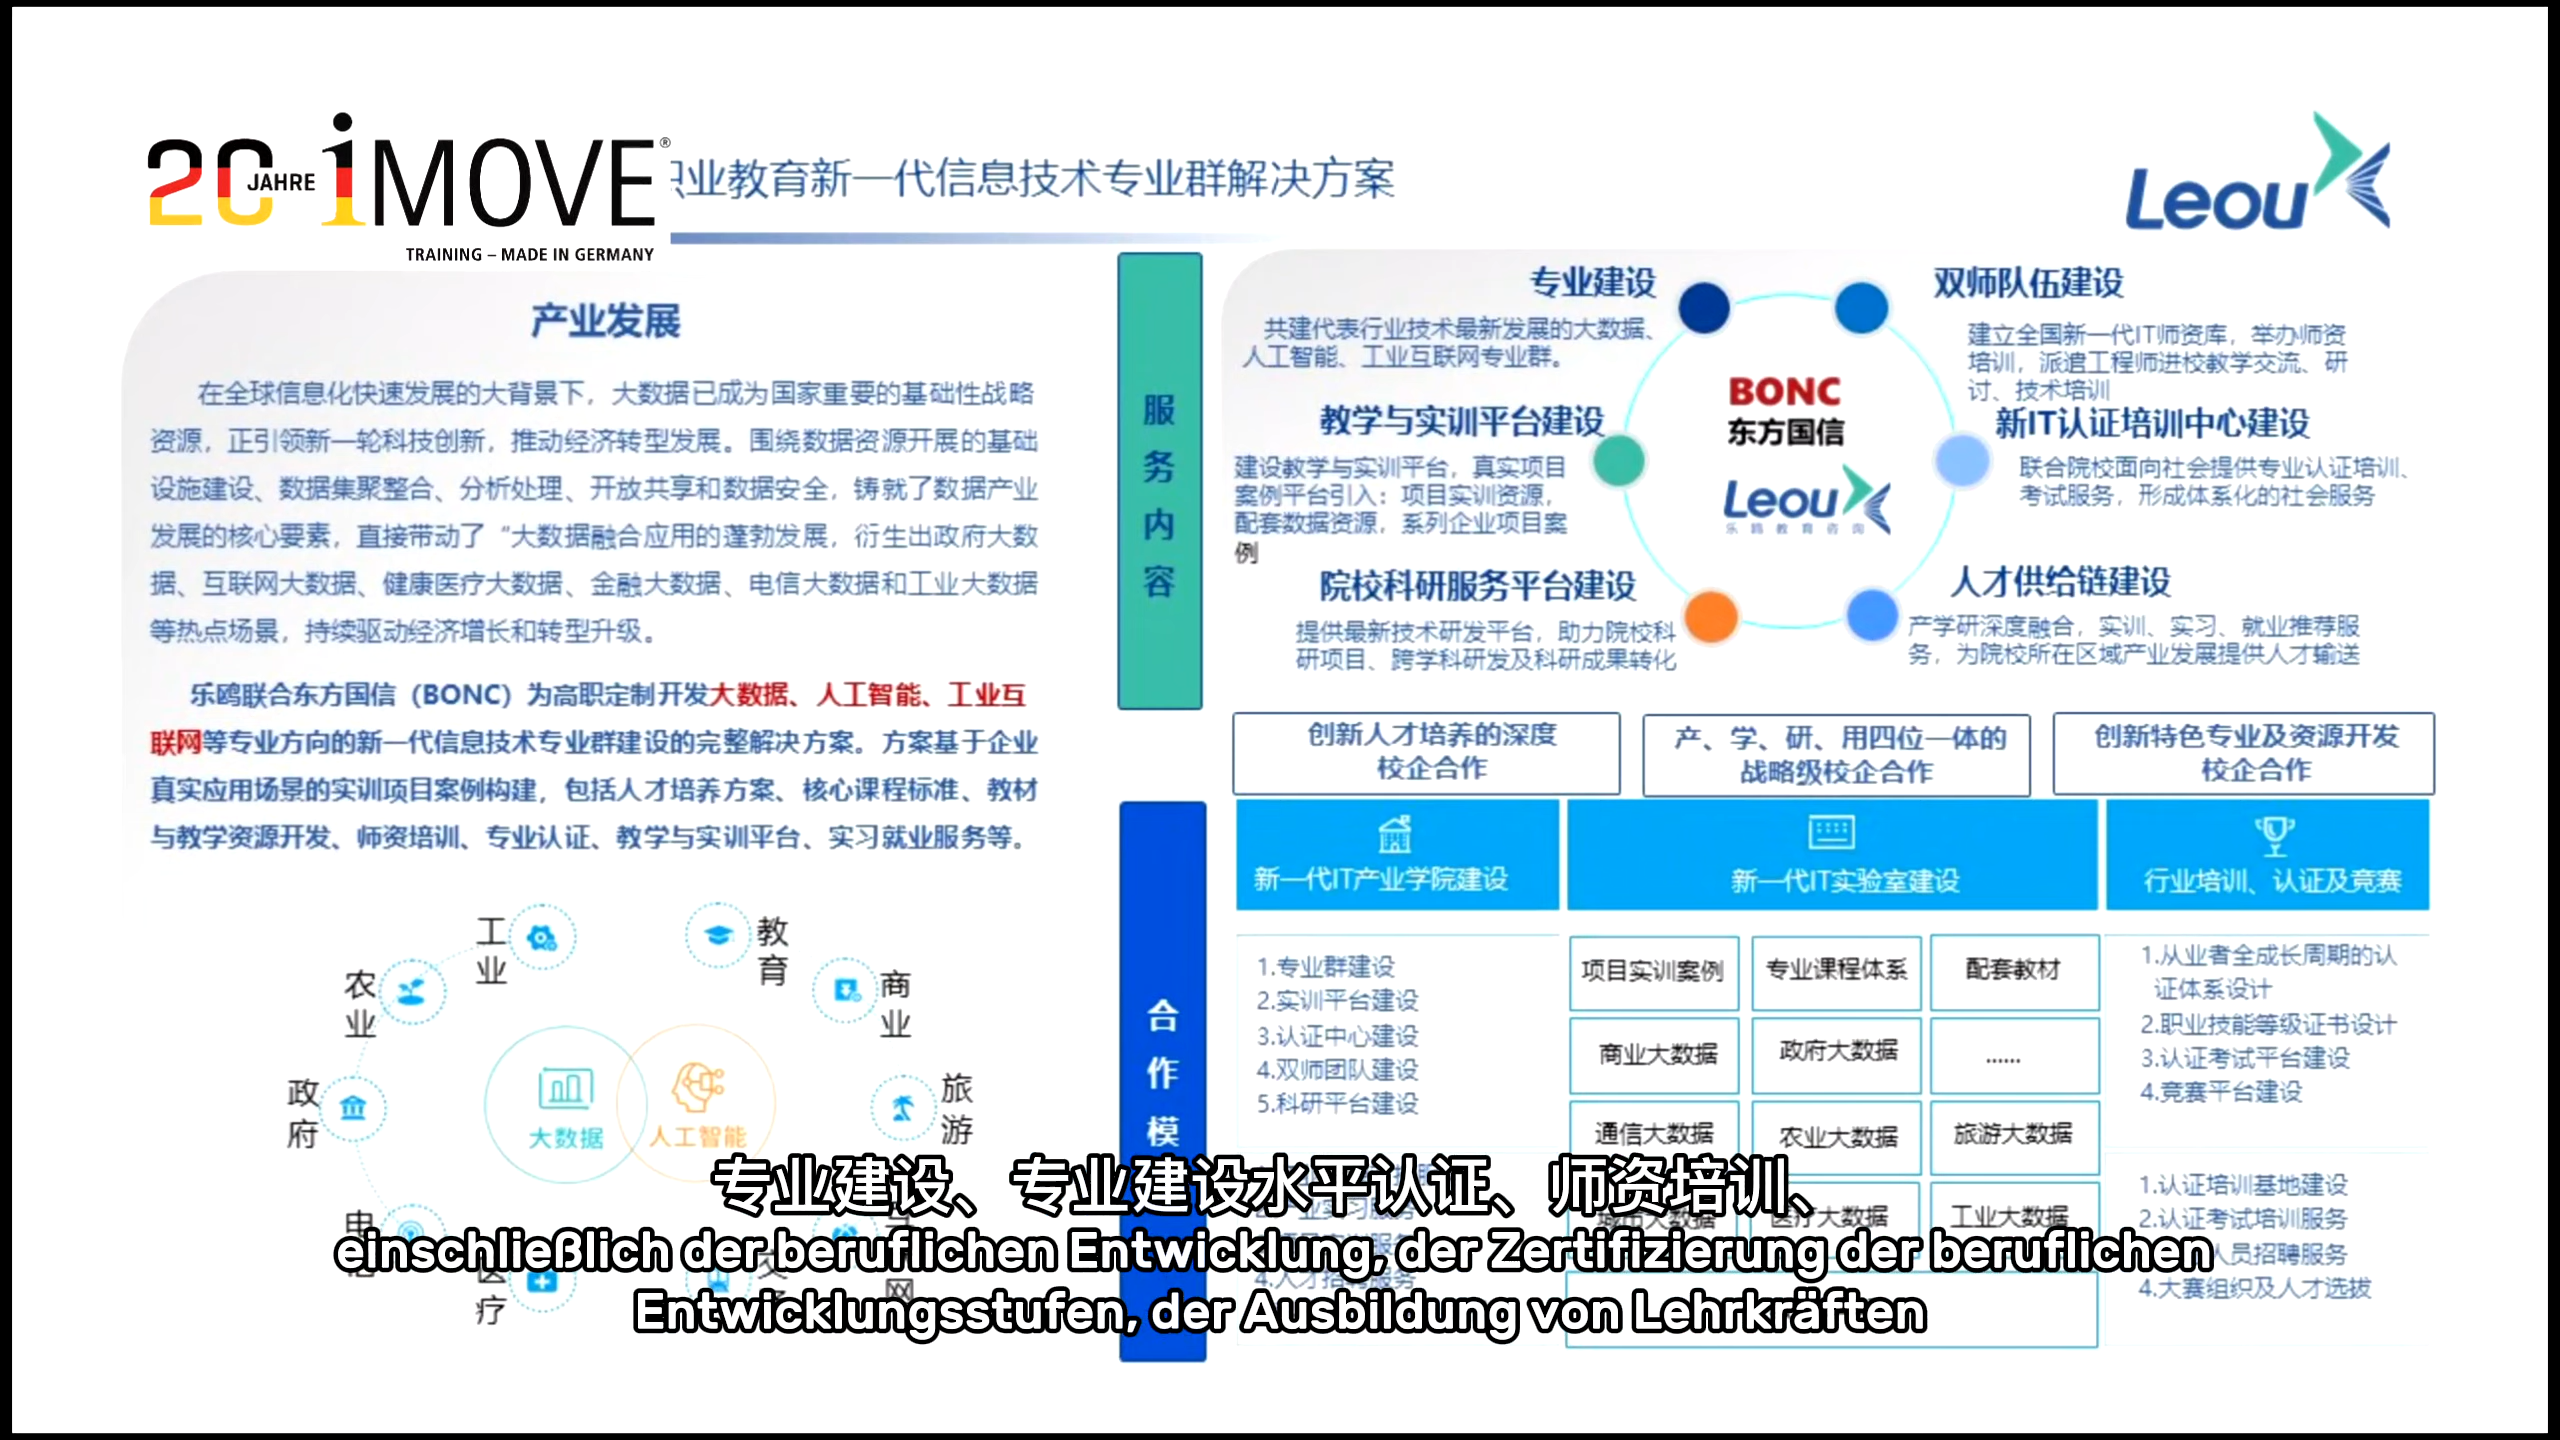 20 JAHRE iMOVE®
TRAINING – MADE IN GERMANY
职业教育新一代信息技术专业群解决方案
Leou
产业发展
在全球信息化快速发展的大背景下，大数据已成为国家重要的基础性战略
资源，正引领新一轮科技创新，推动经济转型发展。围绕数据资源开展的基础
设施建设、数据集聚整合、分析处理、开放共享和数据安全，铸就了数据产业
发展的核心要素，直接带动了“大数据融合应用的蓬勃发展，衍生出政府大数
据、互联网大数据、健康医疗大数据、金融大数据、电信大数据和工业大数据
等热点场景，持续驱动经济增长和转型升级。
乐鸥联合东方国信（BONC）为高职定制开发大数据、人工智能、工业互
联网等专业方向的新一代信息技术专业群建设的完整解决方案。方案基于企业
真实应用场景的实训项目案例构建，包括人才培养方案、核心课程标准、教材
与教学资源开发、师资培训、专业认证、教学与实训平台、实习就业服务等。
工业
教育
农业
商业
政府
旅游
大数据
人工智能
电
医疗
网
服务内容
专业建设
共建代表行业技术最新发展的大数据、
人工智能、工业互联网专业群。
双师队伍建设
建立全国新一代IT师资库，举办师资
培训，派遣工程师进校教学交流、研
讨、技术培训
教学与实训平台建设
建设教学与实训平台，真实项目
案例平台引入：项目实训资源，
配套数据资源，系列企业项目案
例
新IT认证培训中心建设
联合院校面向社会提供专业认证培训、
考试服务，形成体系化的社会服务
院校科研服务平台建设
提供最新技术研发平台，助力院校科
研项目、跨学科研发及科研成果转化
人才供给链建设
产学研深度融合，实训、实习、就业推荐服
务，为院校所在区域产业发展提供人才输送
BONC
东方国信
Leou
乐鸥教育咨询
合作模
创新人才培养的深度
校企合作
产、学、研、用四位一体的
战略级校企合作
创新特色专业及资源开发
校企合作
新一代IT产业学院建设
新一代IT实验室建设
行业培训、认证及竞赛
1.专业群建设
2.实训平台建设
3.认证中心建设
4.双师团队建设
5.科研平台建设
4.人才招聘服务
项目实训案例
专业课程体系
配套教材
商业大数据
政府大数据
......
通信大数据
农业大数据
旅游大数据
城市大数据
医疗大数据
工业大数据
1.从业者全成长周期的认
证体系设计
2.职业技能等级证书设计
3.认证考试平台建设
4.竞赛平台建设
1.认证培训基地建设
2.认证考试培训服务
人员招聘服务
4.大赛组织及人才选拔
专业建设、专业建设水平认证、师资培训、
einschließlich der beruflichen Entwicklung, der Zertifizierung der beruflichen
Entwicklungsstufen, der Ausbildung von Lehrkräften